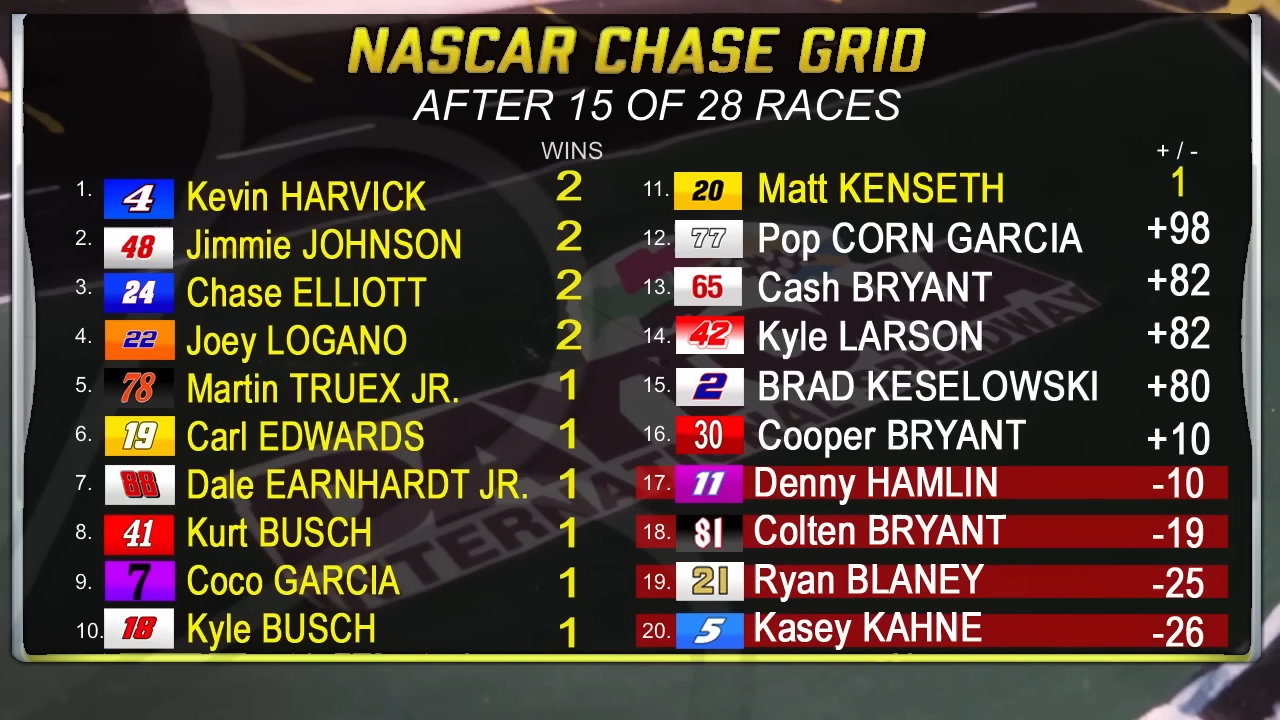 NASCAR CHASE GRID
AFTER 15 OF 28 RACES
WINS
1. 4 Kevin HARVICK 2
2. 48 Jimmie JOHNSON 2
3. 24 Chase ELLIOTT 2
4. 22 Joey LOGANO 2
5. 78 Martin TRUEX JR. 1
6. 19 Carl EDWARDS 1
7. 88 Dale EARNHARDT JR. 1
8. 41 Kurt BUSCH 1
9. 7 Coco GARCIA 1
10. 18 Kyle BUSCH 1
+ / -
11. 20 Matt KENSETH 1
12. 77 Pop CORN GARCIA +98
13. 65 Cash BRYANT +82
14. 42 Kyle LARSON +82
15. 2 BRAD KESELOWSKI +80
16. 30 Cooper BRYANT +10
17. 11 Denny HAMLIN -10
18. 81 Colten BRYANT -19
19. 21 Ryan BLANEY -25
20. 5 Kasey KAHNE -26